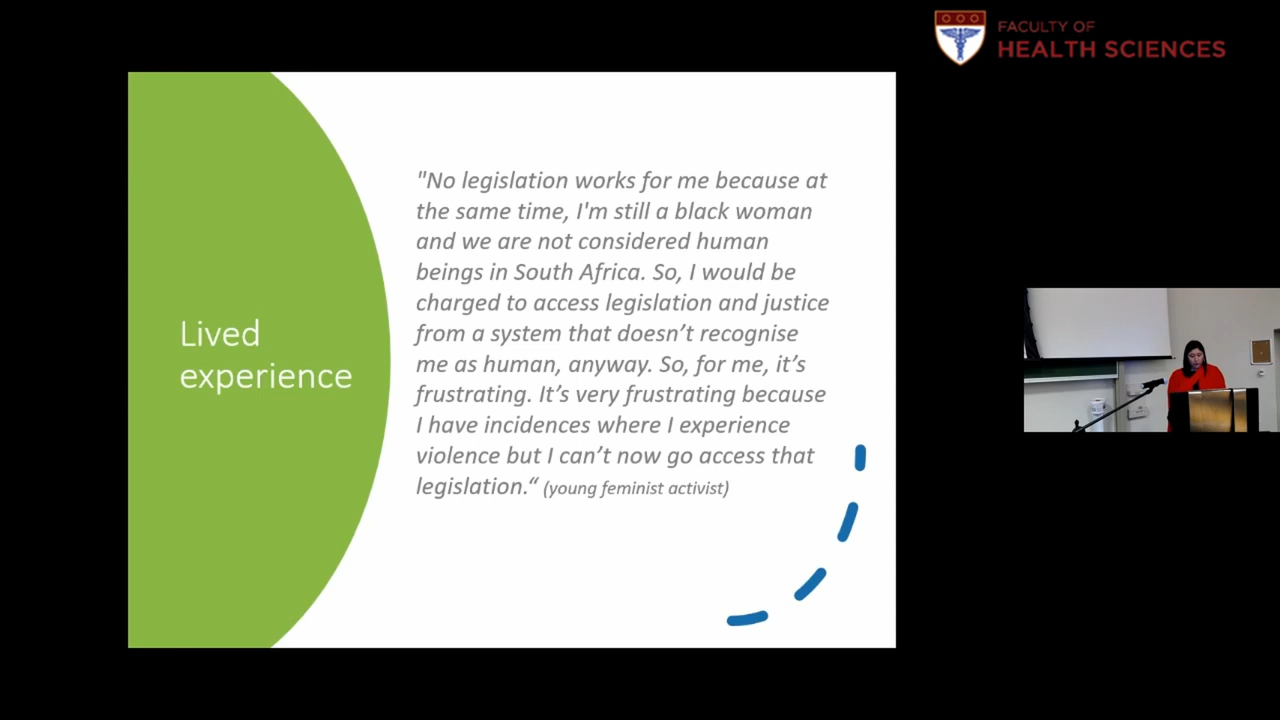 FACULTY OF
HEALTH SCIENCES
Lived
experience
"No legislation works for me because at
the same time, I'm still a black woman
and we are not considered human
beings in South Africa. So, I would be
charged to access legislation and justice
from a system that doesn’t recognise
me as human, anyway. So, for me, it’s
frustrating. It’s very frustrating because
I have incidences where I experience
violence but I can’t now go access that
legislation.“ (young feminist activist)